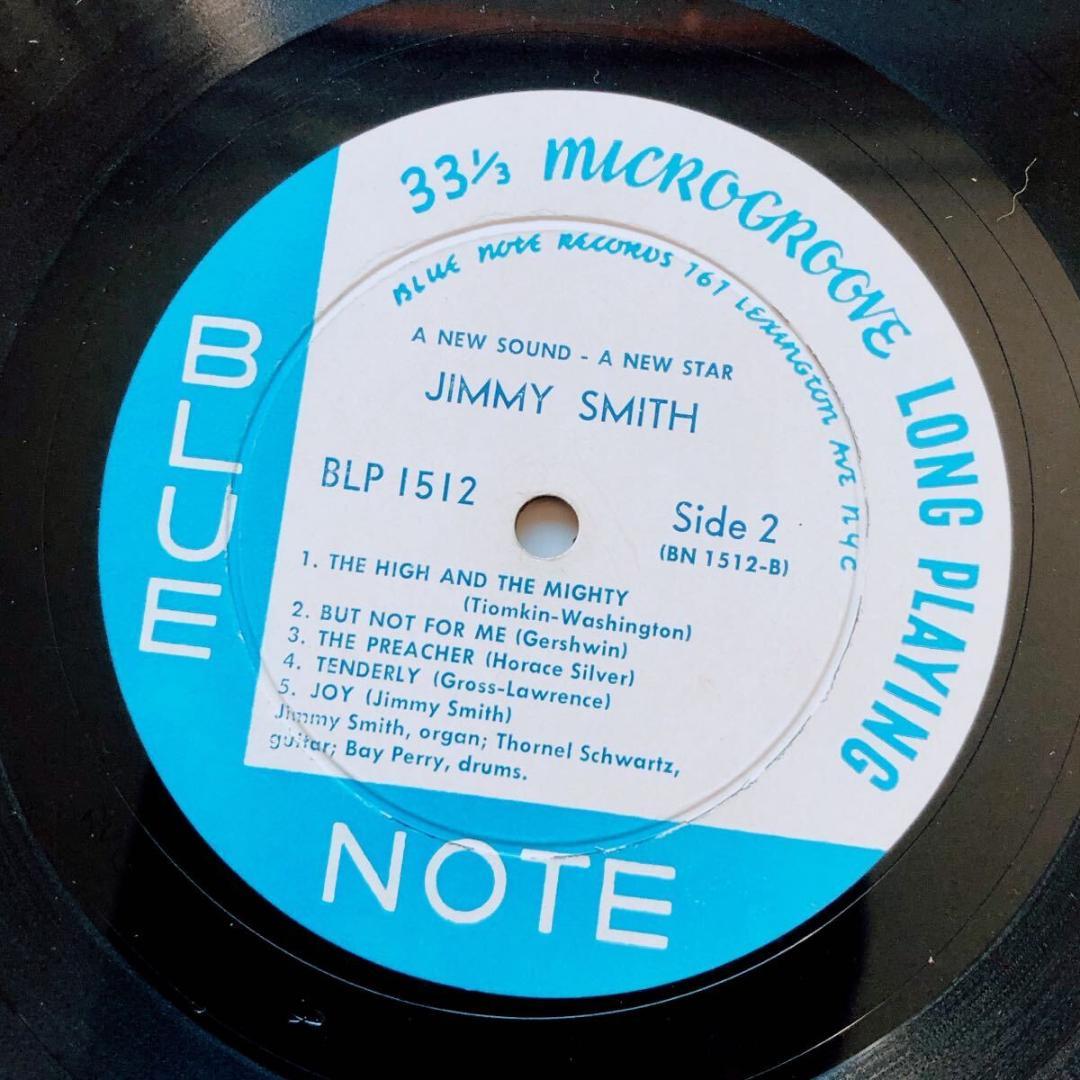 33⅓ MICROGROOVE LONG PLAYING
BLUE NOTE RECORDS 767 LEXINGTON AVE NYC
A NEW SOUND - A NEW STAR
JIMMY SMITH
BLP 1512
Side 2
(BN 1512-B)
1. THE HIGH AND THE MIGHTY
(Tiomkin-Washington)
2. BUT NOT FOR ME (Gershwin)
3. THE PREACHER (Horace Silver)
4. TENDERLY (Gross-Lawrence)
5. JOY (Jimmy Smith)
Jimmy Smith, organ; Thornel Schwartz,
guitar; Bay Perry, drums.
BLUE
NOTE